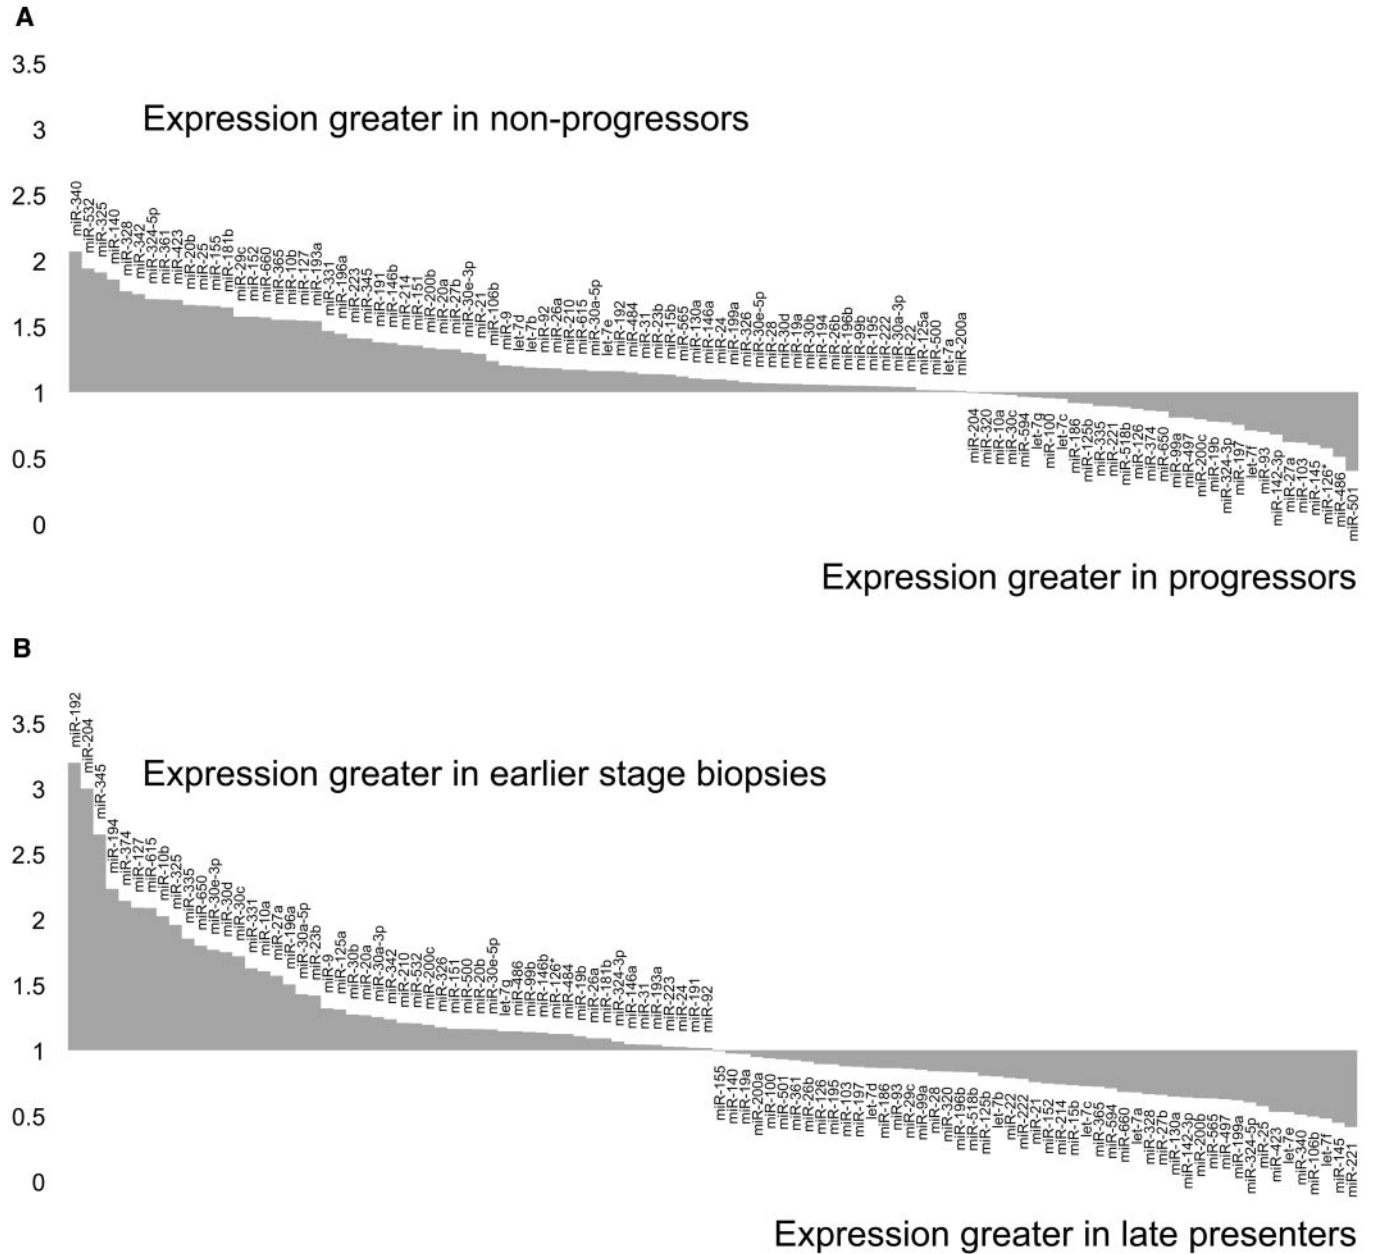 A
3.5
3
2.5
2
1.5
1
0.5
0
Expression greater in non-progressors
miR-340
miR-532
miR-325
miR-140
miR-328
miR-342
miR-324-5p
miR-361
miR-423
miR-20b
miR-25
miR-155
miR-181b
miR-29c
miR-152
miR-660
miR-365
miR-10b
miR-127
miR-193a
miR-331
miR-196a
miR-223
miR-345
miR-191
miR-146b
miR-214
miR-151
miR-200b
miR-20a
miR-27b
miR-30e-3p
miR-21
miR-106b
miR-9
let-7d
let-7b
miR-92
miR-26a
miR-210
miR-615
miR-30a-5p
let-7e
miR-192
miR-484
miR-31
miR-23b
miR-15b
miR-565
miR-130a
miR-146a
miR-24
miR-199a
miR-326
miR-30e-5p
miR-28
miR-30d
miR-19a
miR-30b
miR-194
miR-26b
miR-196b
miR-99b
miR-195
miR-222
miR-30a-3p
miR-22
miR-125a
miR-500
let-7a
miR-200a
miR-204
miR-320
miR-10a
miR-30c
miR-594
let-7g
miR-100
let-7c
miR-186
miR-125b
miR-335
miR-221
miR-518b
miR-126
miR-374
miR-650
miR-99a
miR-497
miR-200c
miR-19b
miR-324-3p
miR-197
let-7f
miR-93
miR-142-3p
miR-27a
miR-103
miR-145
miR-126*
miR-486
miR-501
Expression greater in progressors
B
3.5
3
2.5
2
1.5
1
0.5
0
Expression greater in earlier stage biopsies
miR-192
miR-204
miR-345
miR-194
miR-374
miR-127
miR-615
miR-10b
miR-325
miR-335
miR-650
miR-30e-3p
miR-30d
miR-30c
miR-331
miR-10a
miR-27a
miR-196a
miR-30a-5p
miR-23b
miR-9
miR-125a
miR-30b
miR-20a
miR-30a-3p
miR-342
miR-210
miR-532
miR-200c
miR-326
miR-151
miR-500
miR-20b
miR-30e-5p
let-7g
miR-486
miR-99b
miR-146b
miR-126*
miR-484
miR-19b
miR-26a
miR-181b
miR-324-3p
miR-146a
miR-31
miR-193a
miR-223
miR-24
miR-191
miR-92
miR-155
miR-140
miR-19a
miR-200a
miR-100
miR-501
miR-361
miR-26b
miR-126
miR-195
miR-103
miR-197
let-7d
miR-186
miR-93
miR-29c
miR-99a
miR-28
miR-320
miR-196b
miR-518b
miR-125b
let-7b
miR-22
miR-222
miR-21
miR-152
miR-214
miR-15b
let-7c
miR-365
miR-594
miR-660
let-7a
miR-328
miR-27b
miR-130a
miR-142-3p
miR-200b
miR-565
miR-497
miR-199a
miR-324-5p
miR-25
miR-423
let-7e
miR-340
miR-106b
let-7f
miR-145
miR-221
Expression greater in late presenters